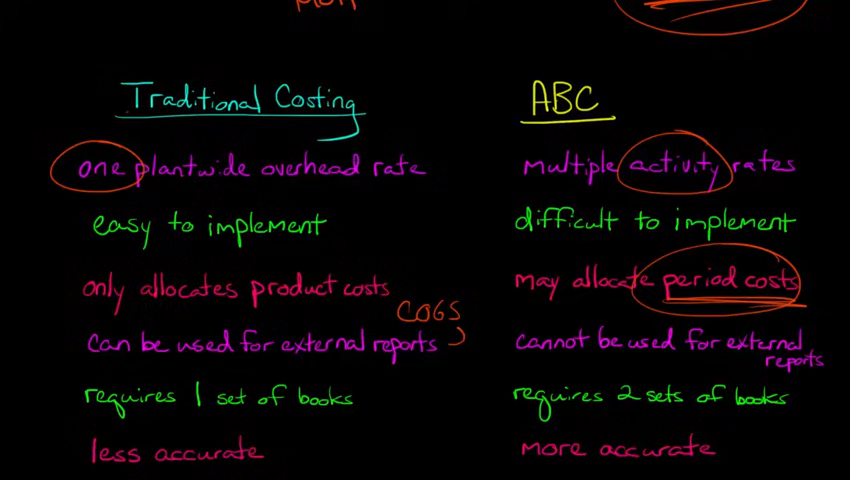 Traditional Costing
ABC
one plantwide overhead rate
multiple activity rates
easy to implement
difficult to implement
only allocates product costs
may allocate period costs
COGS
can be used for external reports
cannot be used for external
reports
requires 1 set of books
requires 2 sets of books
less accurate
more accurate